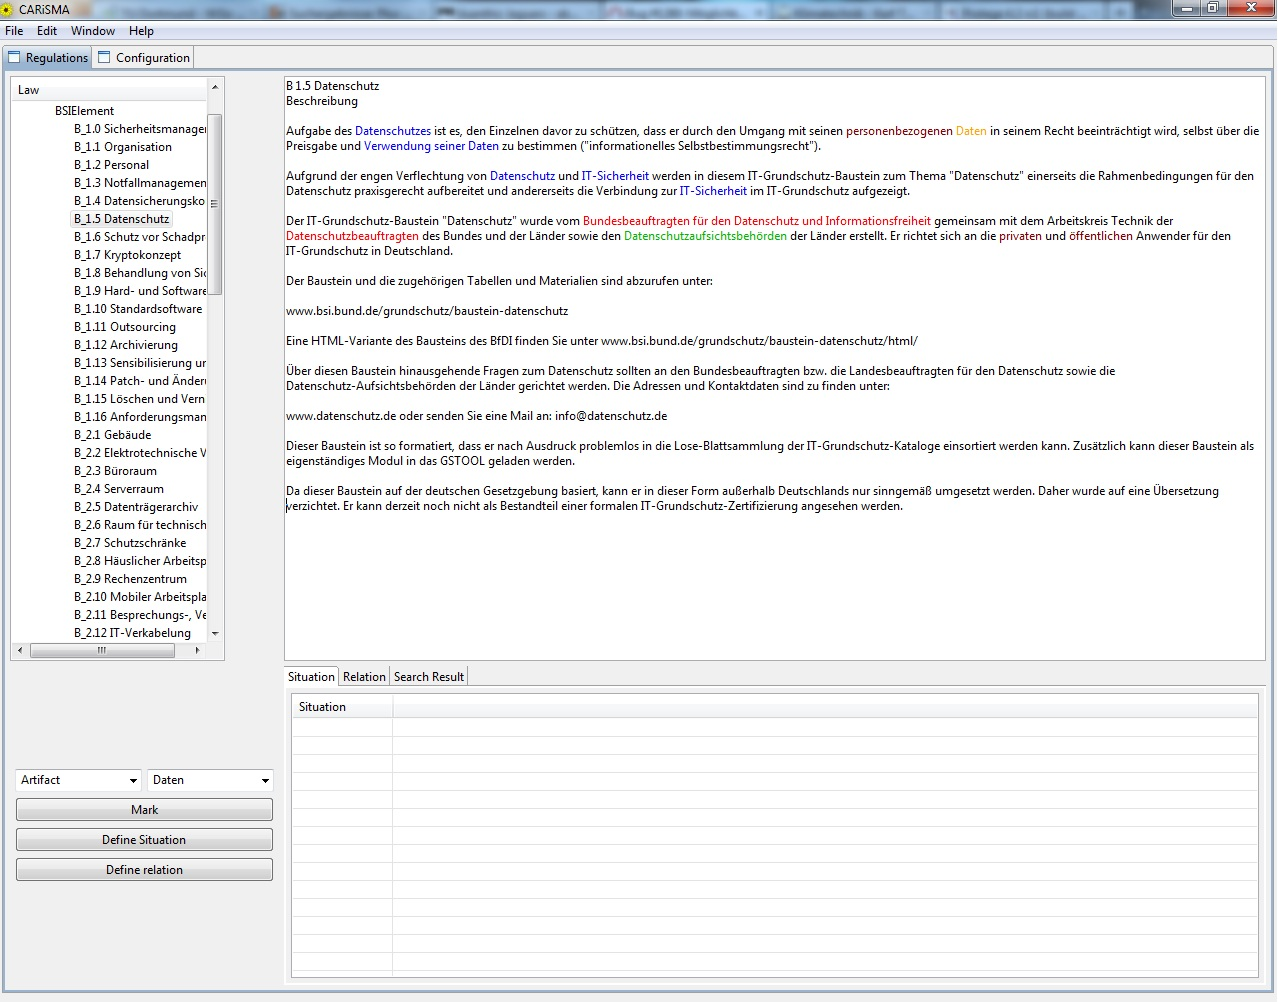 CARiSMA
File Edit Window Help
Regulations Configuration
Law
BSIElement
B_1.0 Sicherheitsmanager
B_1.1 Organisation
B_1.2 Personal
B_1.3 Notfallmanagemen
B_1.4 Datensicherungsko
B_1.5 Datenschutz
B_1.6 Schutz vor Schadpr
B_1.7 Kryptokonzept
B_1.8 Behandlung von Sic
B_1.9 Hard- und Software
B_1.10 Standardsoftware
B_1.11 Outsourcing
B_1.12 Archivierung
B_1.13 Sensibilisierung ur
B_1.14 Patch- und Änderu
B_1.15 Löschen und Vern
B_1.16 Anforderungsman
B_2.1 Gebäude
B_2.2 Elektrotechnische V
B_2.3 Büroraum
B_2.4 Serverraum
B_2.5 Datenträgerarchiv
B_2.6 Raum für technisch
B_2.7 Schutzschränke
B_2.8 Häuslicher Arbeitsp
B_2.9 Rechenzentrum
B_2.10 Mobiler Arbeitspla
B_2.11 Besprechungs-, Ve
B_2.12 IT-Verkabelung
B 1.5 Datenschutz
Beschreibung
Aufgabe des Datenschutzes ist es, den Einzelnen davor zu schützen, dass er durch den Umgang mit seinen personenbezogenen Daten in seinem Recht beeinträchtigt wird, selbst über die
Preisgabe und Verwendung seiner Daten zu bestimmen ("informationelles Selbstbestimmungsrecht").
Aufgrund der engen Verflechtung von Datenschutz und IT-Sicherheit werden in diesem IT-Grundschutz-Baustein zum Thema "Datenschutz" einerseits die Rahmenbedingungen für den
Datenschutz praxisgerecht aufbereitet und andererseits die Verbindung zur IT-Sicherheit im IT-Grundschutz aufgezeigt.
Der IT-Grundschutz-Baustein "Datenschutz" wurde vom Bundesbeauftragten für den Datenschutz und Informationsfreiheit gemeinsam mit dem Arbeitskreis Technik der
Datenschutzbeauftragten des Bundes und der Länder sowie den Datenschutzaufsichtsbehörden der Länder erstellt. Er richtet sich an die privaten und öffentlichen Anwender für den
IT-Grundschutz in Deutschland.
Der Baustein und die zugehörigen Tabellen und Materialien sind abzurufen unter:
www.bsi.bund.de/grundschutz/baustein-datenschutz
Eine HTML-Variante des Bausteins des BfDI finden Sie unter www.bsi.bund.de/grundschutz/baustein-datenschutz/html/
Über diesen Baustein hinausgehende Fragen zum Datenschutz sollten an den Bundesbeauftragten bzw. die Landesbeauftragten für den Datenschutz sowie die
Datenschutz-Aufsichtsbehörden der Länder gerichtet werden. Die Adressen und Kontaktdaten sind zu finden unter:
www.datenschutz.de oder senden Sie eine Mail an: info@datenschutz.de
Dieser Baustein ist so formatiert, dass er nach Ausdruck problemlos in die Lose-Blattsammlung der IT-Grundschutz-Kataloge einsortiert werden kann. Zusätzlich kann dieser Baustein als
eigenständiges Modul in das GSTOOL geladen werden.
Da dieser Baustein auf der deutschen Gesetzgebung basiert, kann er in dieser Form außerhalb Deutschlands nur sinngemäß umgesetzt werden. Daher wurde auf eine Übersetzung
verzichtet. Er kann derzeit noch nicht als Bestandteil einer formalen IT-Grundschutz-Zertifizierung angesehen werden.
Situation Relation Search Result
Situation
Artifact Daten
Mark
Define Situation
Define relation